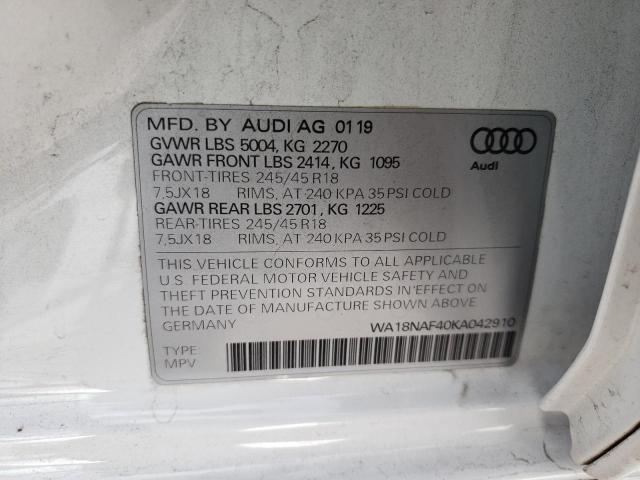 MFD. BY AUDI AG 01 19
GVWR LBS 5004, KG 2270
GAWR FRONT LBS 2414, KG 1095
FRONT-TIRES 245/45 R18
7,5JX18 RIMS, AT 240 KPA 35 PSI COLD
GAWR REAR LBS 2701, KG 1225
REAR-TIRES 245/45 R18
7,5JX18 RIMS, AT 240 KPA 35 PSI COLD
Audi
THIS VEHICLE CONFORMS TO ALL APPLICABLE
U.S. FEDERAL MOTOR VEHICLE SAFETY AND
THEFT PREVENTION STANDARDS IN EFFECT ON
THE DATE OF MANUFACTURE SHOWN ABOVE.
GERMANY WA18NAF40KA042910
TYPE:
MPV